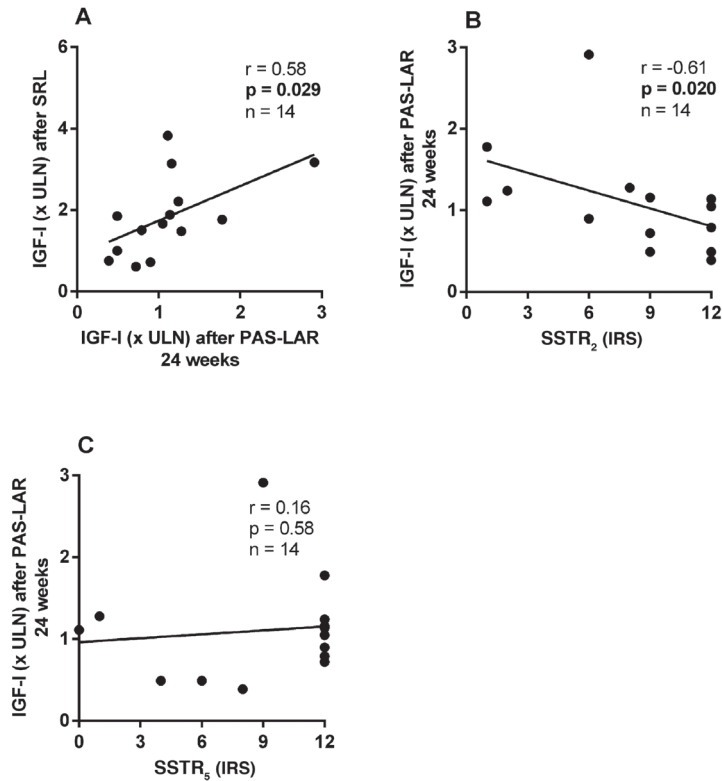 A
IGF-I (x ULN) after SRL
6
4
2
0
r = 0.58
p = 0.029
n = 14
0
1
2
3
IGF-I (x ULN) after PAS-LAR
24 weeks
B
IGF-I (x ULN) after PAS-LAR
24 weeks
3
2
1
0
r = -0.61
p = 0.020
n = 14
0
3
6
9
12
SSTR₂ (IRS)
C
IGF-I (x ULN) after PAS-LAR
24 weeks
3
2
1
0
r = 0.16
p = 0.58
n = 14
0
3
6
9
12
SSTR₅ (IRS)